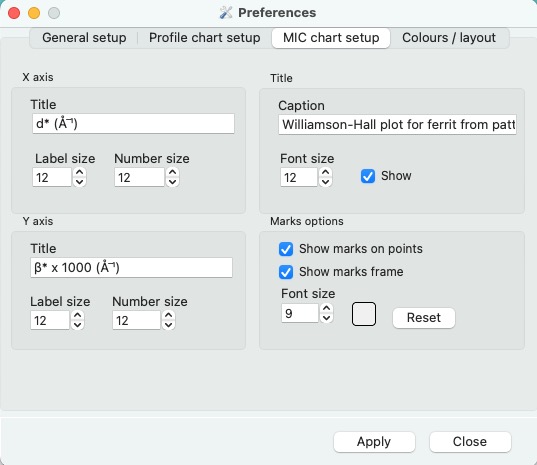 Preferences
General setup
Profile chart setup
MIC chart setup
Colours / layout
X axis
Title
d* (Å⁻¹)
Label size
Number size
12
12
Title
Caption
Williamson-Hall plot for ferrit from patt
Font size
12
Show
Y axis
Title
β* x 1000 (Å⁻¹)
Label size
Number size
12
12
Marks options
Show marks on points
Show marks frame
Font size
9
Reset
Apply
Close